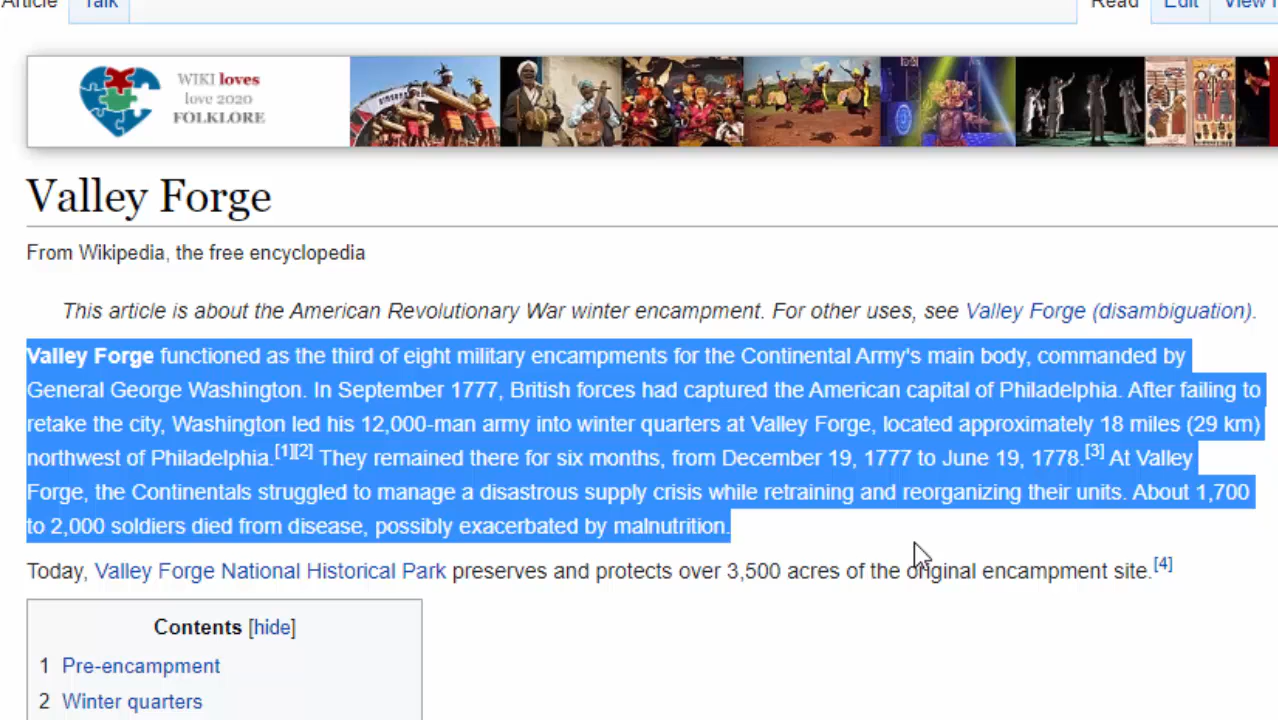 Article Talk Read Edit View
WIKI loves
love 2020
FOLKLORE
Valley Forge
From Wikipedia, the free encyclopedia
This article is about the American Revolutionary War winter encampment. For other uses, see Valley Forge (disambiguation).
Valley Forge functioned as the third of eight military encampments for the Continental Army's main body, commanded by
General George Washington. In September 1777, British forces had captured the American capital of Philadelphia. After failing to
retake the city, Washington led his 12,000-man army into winter quarters at Valley Forge, located approximately 18 miles (29 km)
northwest of Philadelphia.[1][2] They remained there for six months, from December 19, 1777 to June 19, 1778.[3] At Valley
Forge, the Continentals struggled to manage a disastrous supply crisis while retraining and reorganizing their units. About 1,700
to 2,000 soldiers died from disease, possibly exacerbated by malnutrition.
Today, Valley Forge National Historical Park preserves and protects over 3,500 acres of the original encampment site.[4]
Contents [hide]
1 Pre-encampment
2 Winter quarters